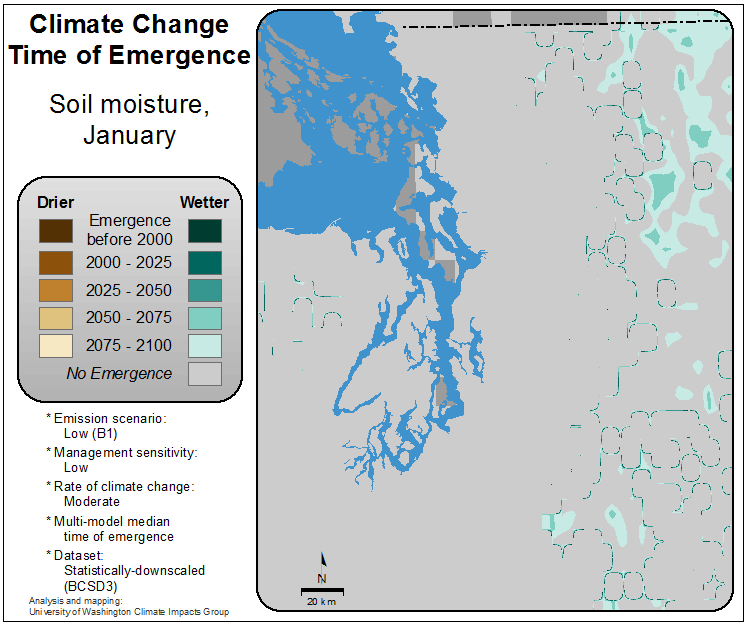 Climate Change
Time of Emergence
Soil moisture,
January
Drier
Wetter
Emergence
before 2000
2000 - 2025
2025 - 2050
2050 - 2075
2075 - 2100
No Emergence
* Emission scenario:
Low (B1)
* Management sensitivity:
Low
* Rate of climate change:
Moderate
* Multi-model median
time of emergence
* Dataset:
Statistically-downscaled
(BCSD3)
Analysis and mapping:
University of Washington Climate Impacts Group
N
20 km